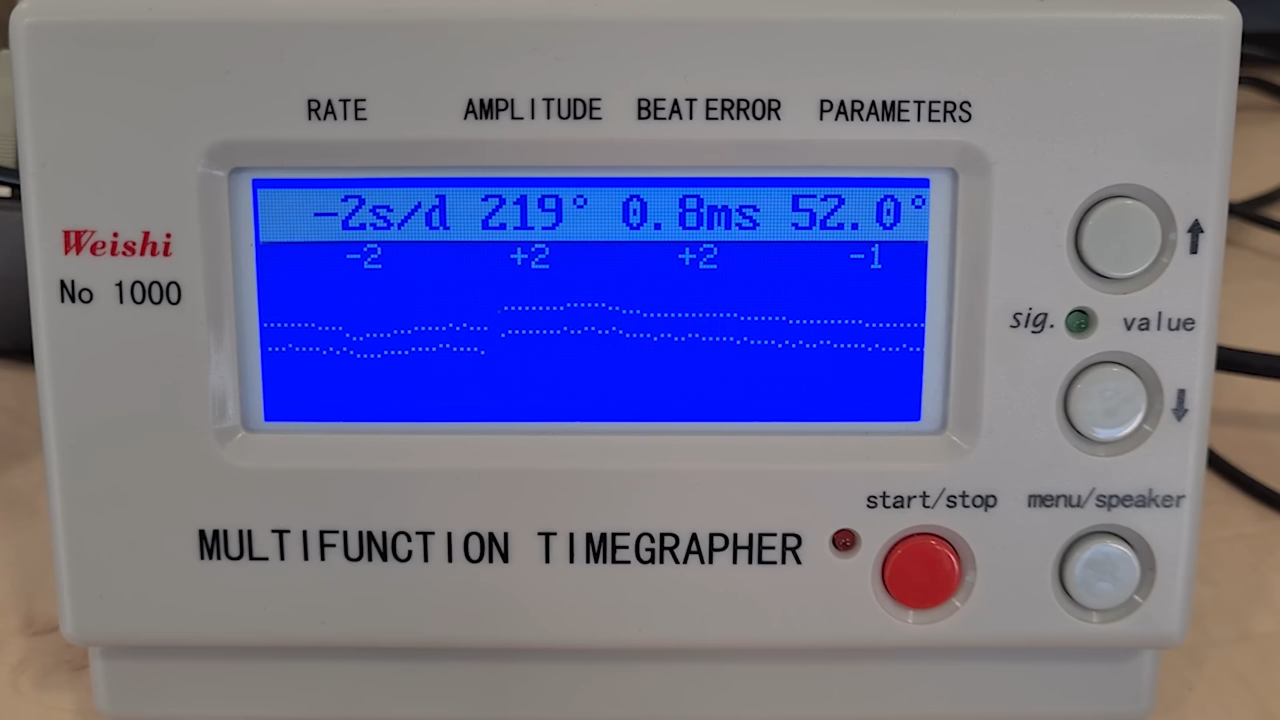 RATE AMPLITUDE BEAT ERROR PARAMETERS
-2s/d 219° 0.8ms 52.0°
-2 +2 +2 -1
Weishi
No 1000
sig. value
start/stop menu/speaker
MULTIFUNCTION TIMEGRAPHER